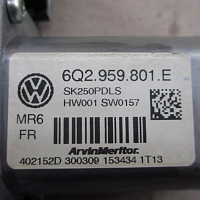 6Q2.959.801.E
SK250PDLS
HW001 SW0157
MR6
FR
ArvinMeritor
402152D 300309 153434 1T13